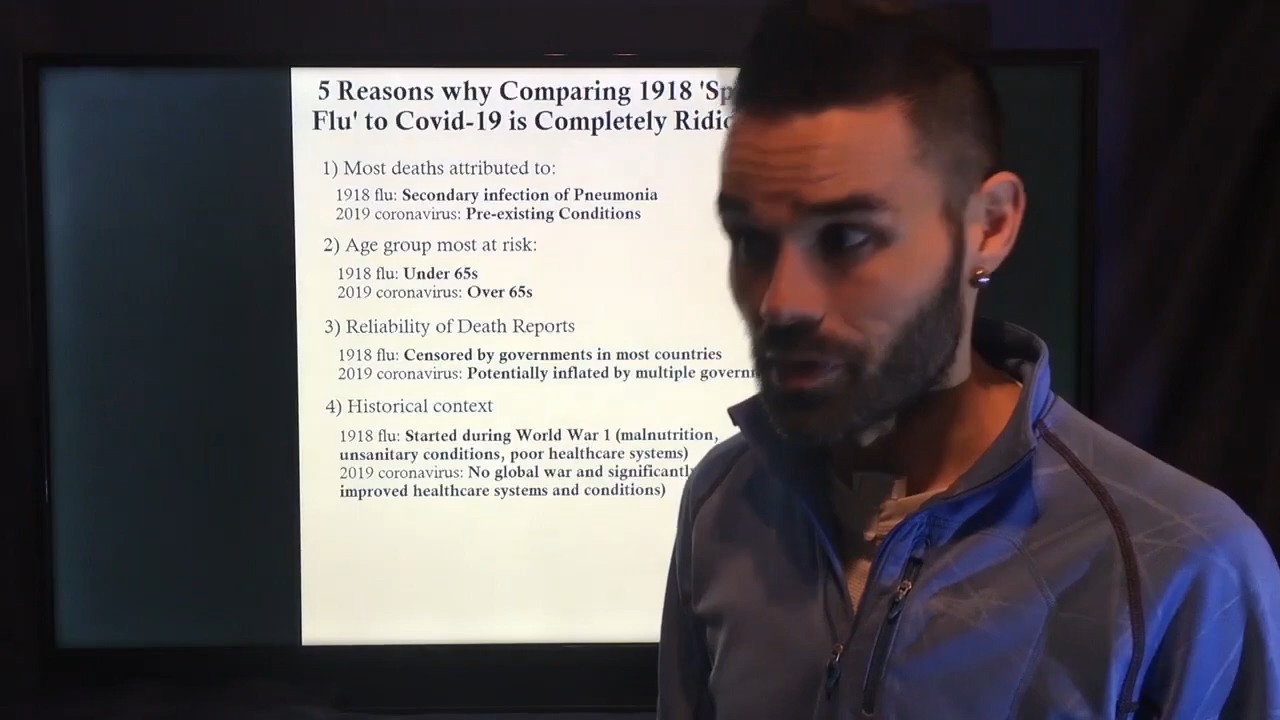 5 Reasons why Comparing 1918
Flu' to Covid-19 is Completely
1) Most deaths attributed to:
1918 flu: Secondary infection of Pneumonia
2019 coronavirus: Pre-existing Conditions
2) Age group most at risk:
1918 flu: Under 65s
2019 coronavirus: Over 65s
3) Reliability of Death Reports
1918 flu: Censored by governments in most countries
2019 coronavirus: Potentially inflated by multiple
4) Historical context
1918 flu: Started during World War 1 (malnutrition,
unsanitary conditions, poor healthcare systems)
2019 coronavirus: No global war and significantly
improved healthcare systems and conditions)